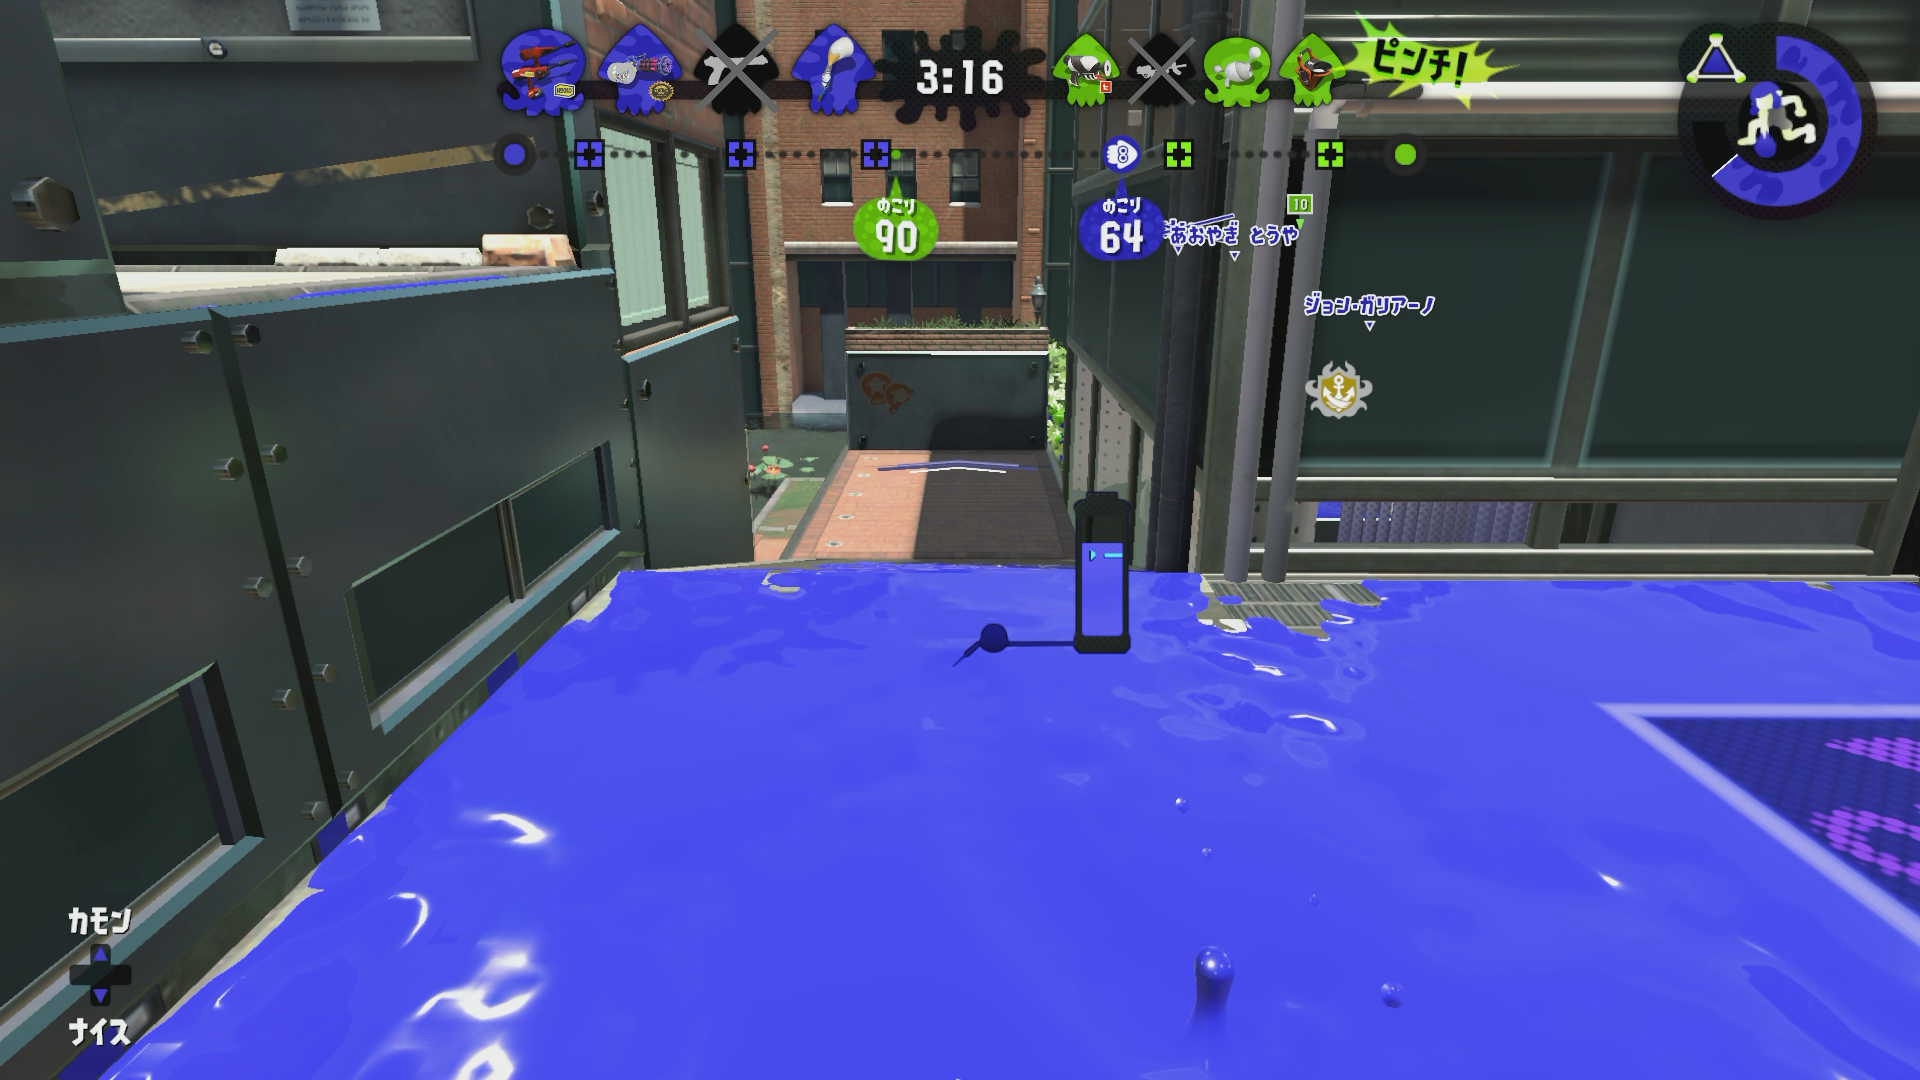 3:16
ピンチ!
のこり
90
8
のこり
64
あおやぎ とうや
10
ジョン・ガリアーノ
カモン
ナイス